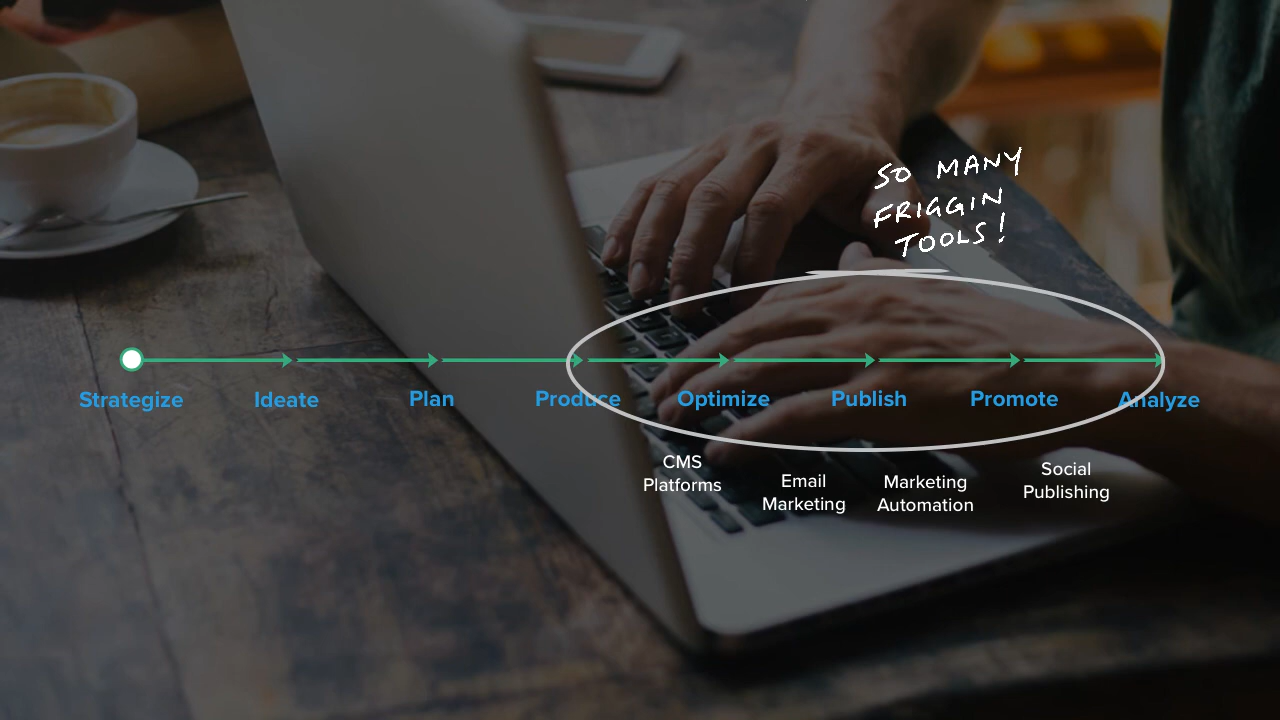 SO MANY
FRIGGIN
TOOLS!
Strategize Ideate Plan Produce Optimize Publish Promote Analyze
CMS
Platforms
Email
Marketing
Marketing
Automation
Social
Publishing